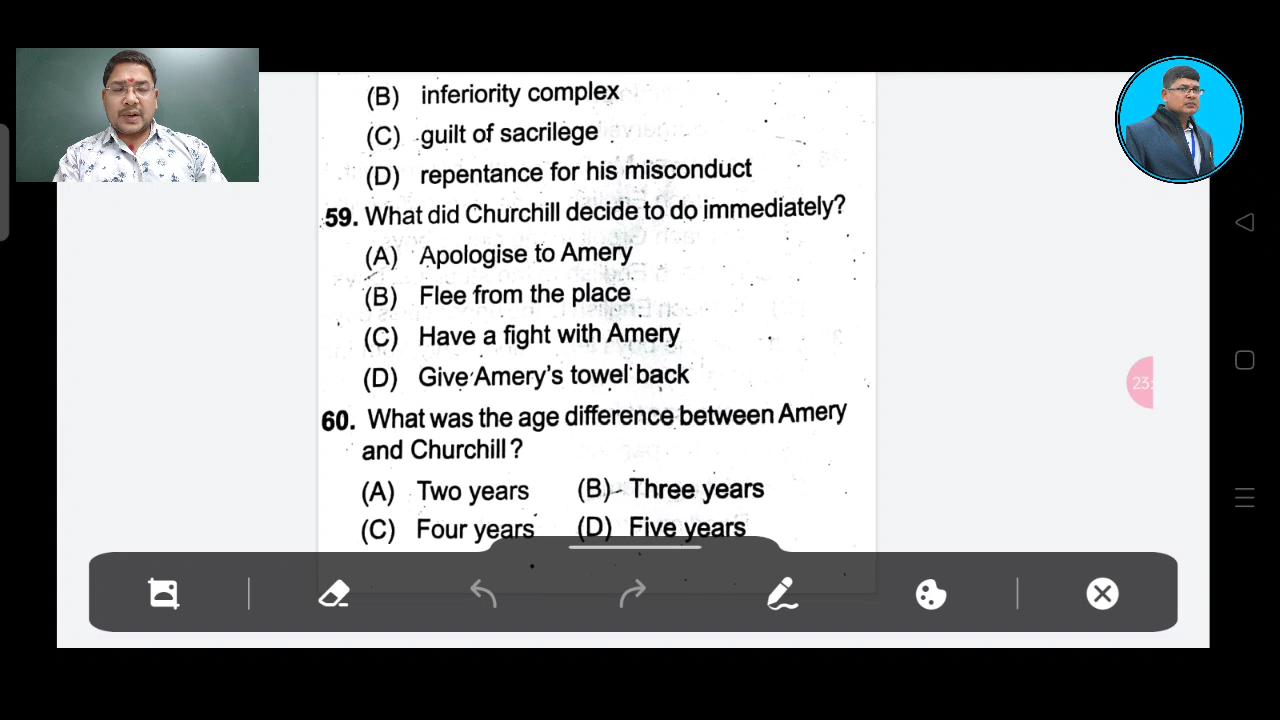 (B) inferiority complex
(C) guilt of sacrilege
(D) repentance for his misconduct
59. What did Churchill decide to do immediately?
(A) Apologise to Amery
(B) Flee from the place
(C) Have a fight with Amery
(D) Give Amery's towel back
60. What was the age difference between Amery
and Churchill?
(A) Two years (B) Three years
(C) Four years (D) Five years
23